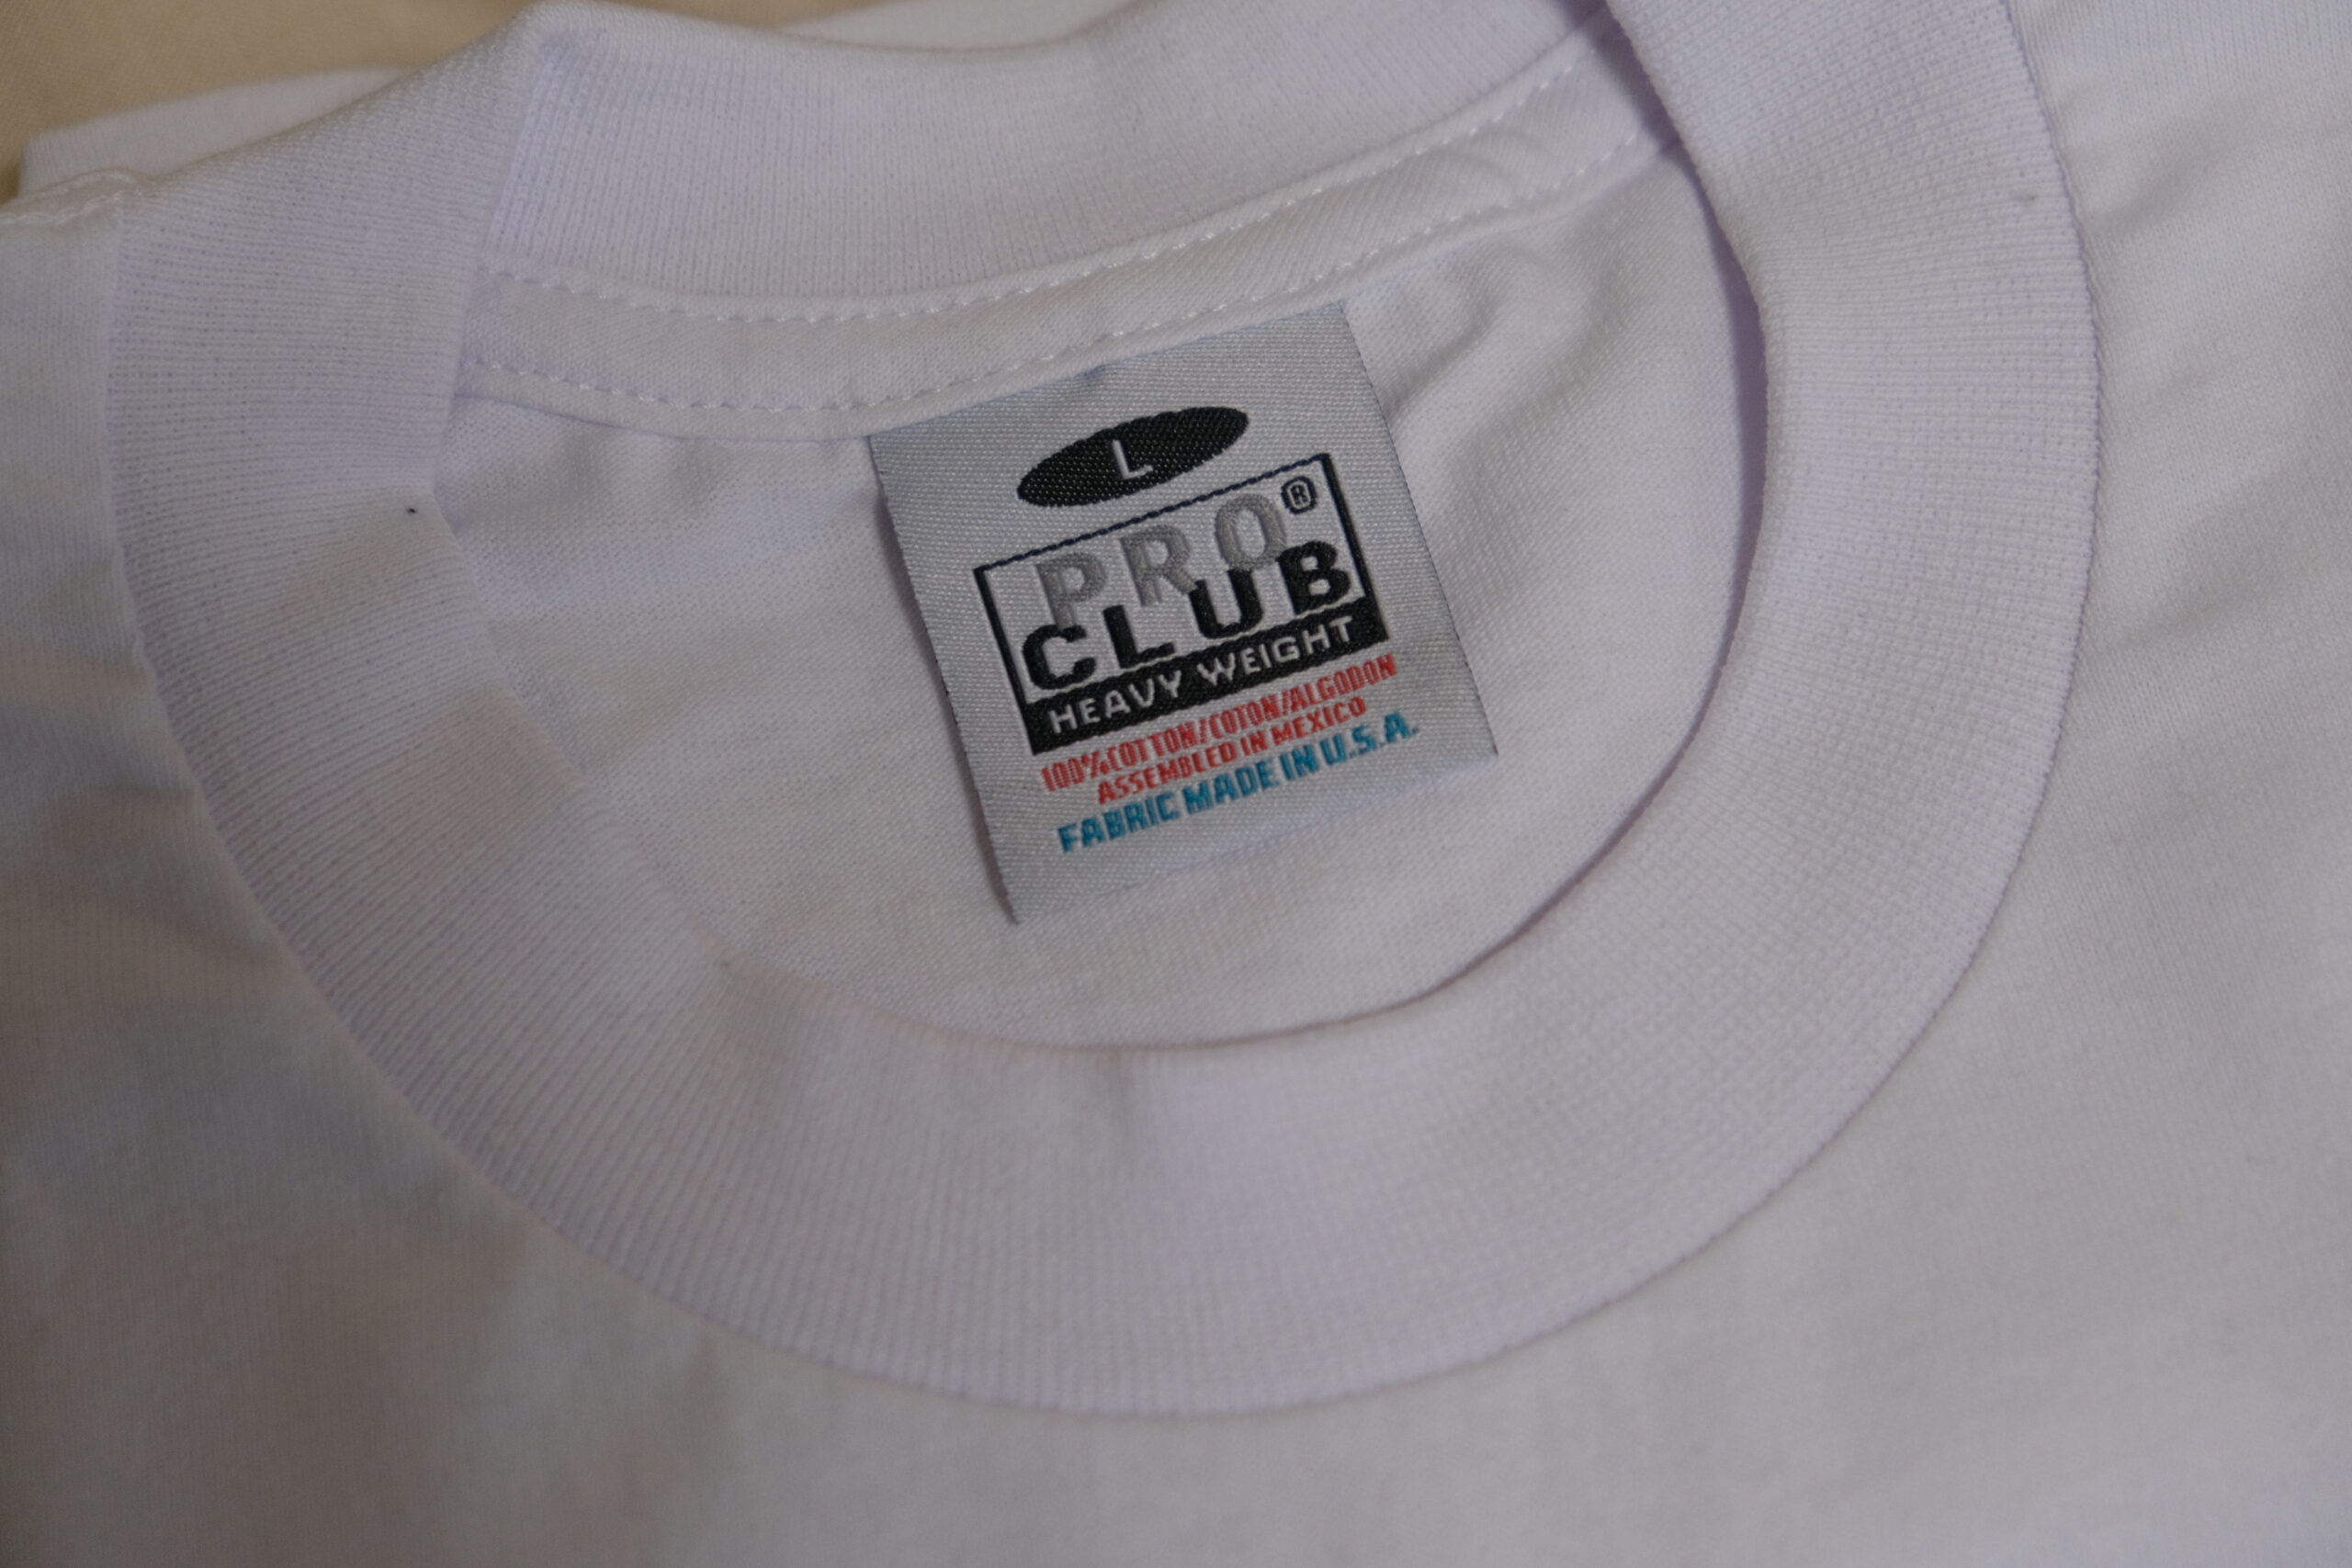 L
PRO®
CLUB
HEAVY WEIGHT
100%COTTON/COTON/ALGODON
ASSEMBLED IN MEXICO
FABRIC MADE IN U.S.A.